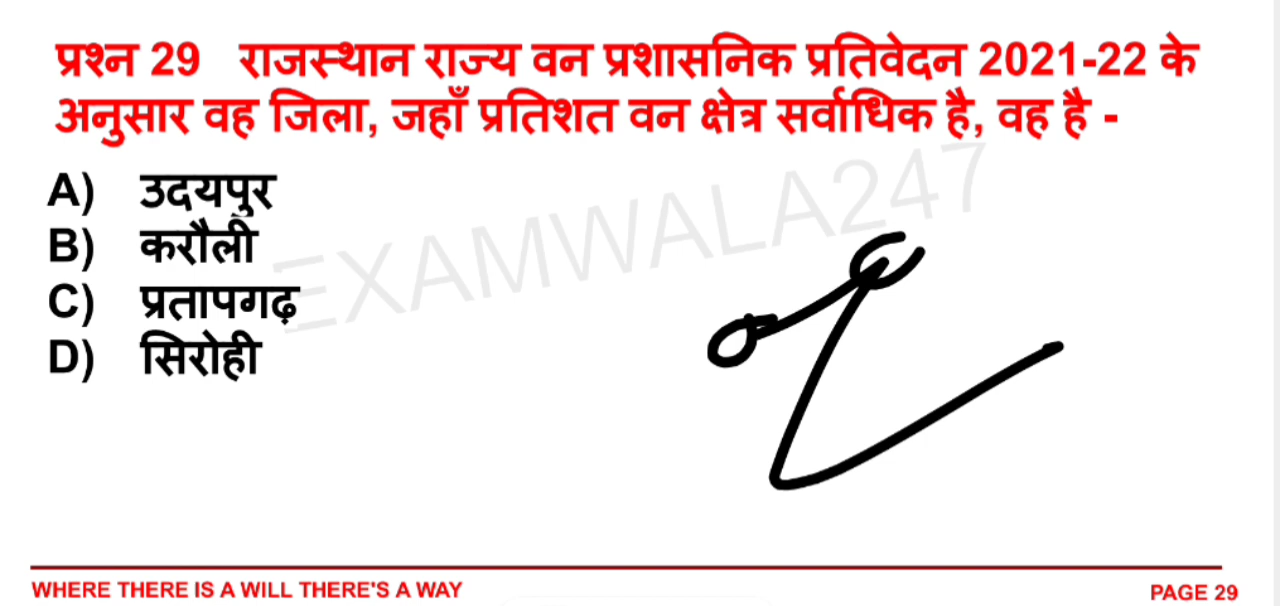 प्रश्न 29 राजस्थान राज्य वन प्रशासनिक प्रतिवेदन 2021-22 के
अनुसार वह जिला, जहाँ प्रतिशत वन क्षेत्र सर्वाधिक है, वह है -
A) उदयपुर
B) करौली
C) प्रतापगढ़
D) सिरोही
EXAMWALA247
WHERE THERE IS A WILL THERE'S A WAY
PAGE 29